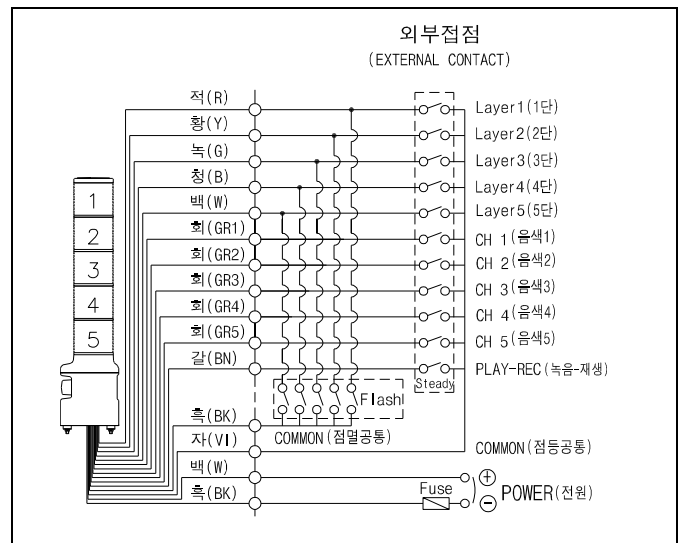 외부접점
(EXTERNAL CONTACT)
적(R)
황(Y)
녹(G)
청(B)
백(W)
회(GR1)
회(GR2)
회(GR3)
회(GR4)
회(GR5)
갈(BN)
흑(BK)
자(VI)
백(W)
흑(BK)
1
2
3
4
5
Layer1(1단)
Layer2(2단)
Layer3(3단)
Layer4(4단)
Layer5(5단)
CH 1(음색1)
CH 2(음색2)
CH 3(음색3)
CH 4(음색4)
CH 5(음색5)
PLAY-REC(녹음-재생)
Steady
Flash
COMMON(점멸공통)
COMMON(점등공통)
Fuse
POWER(전원)